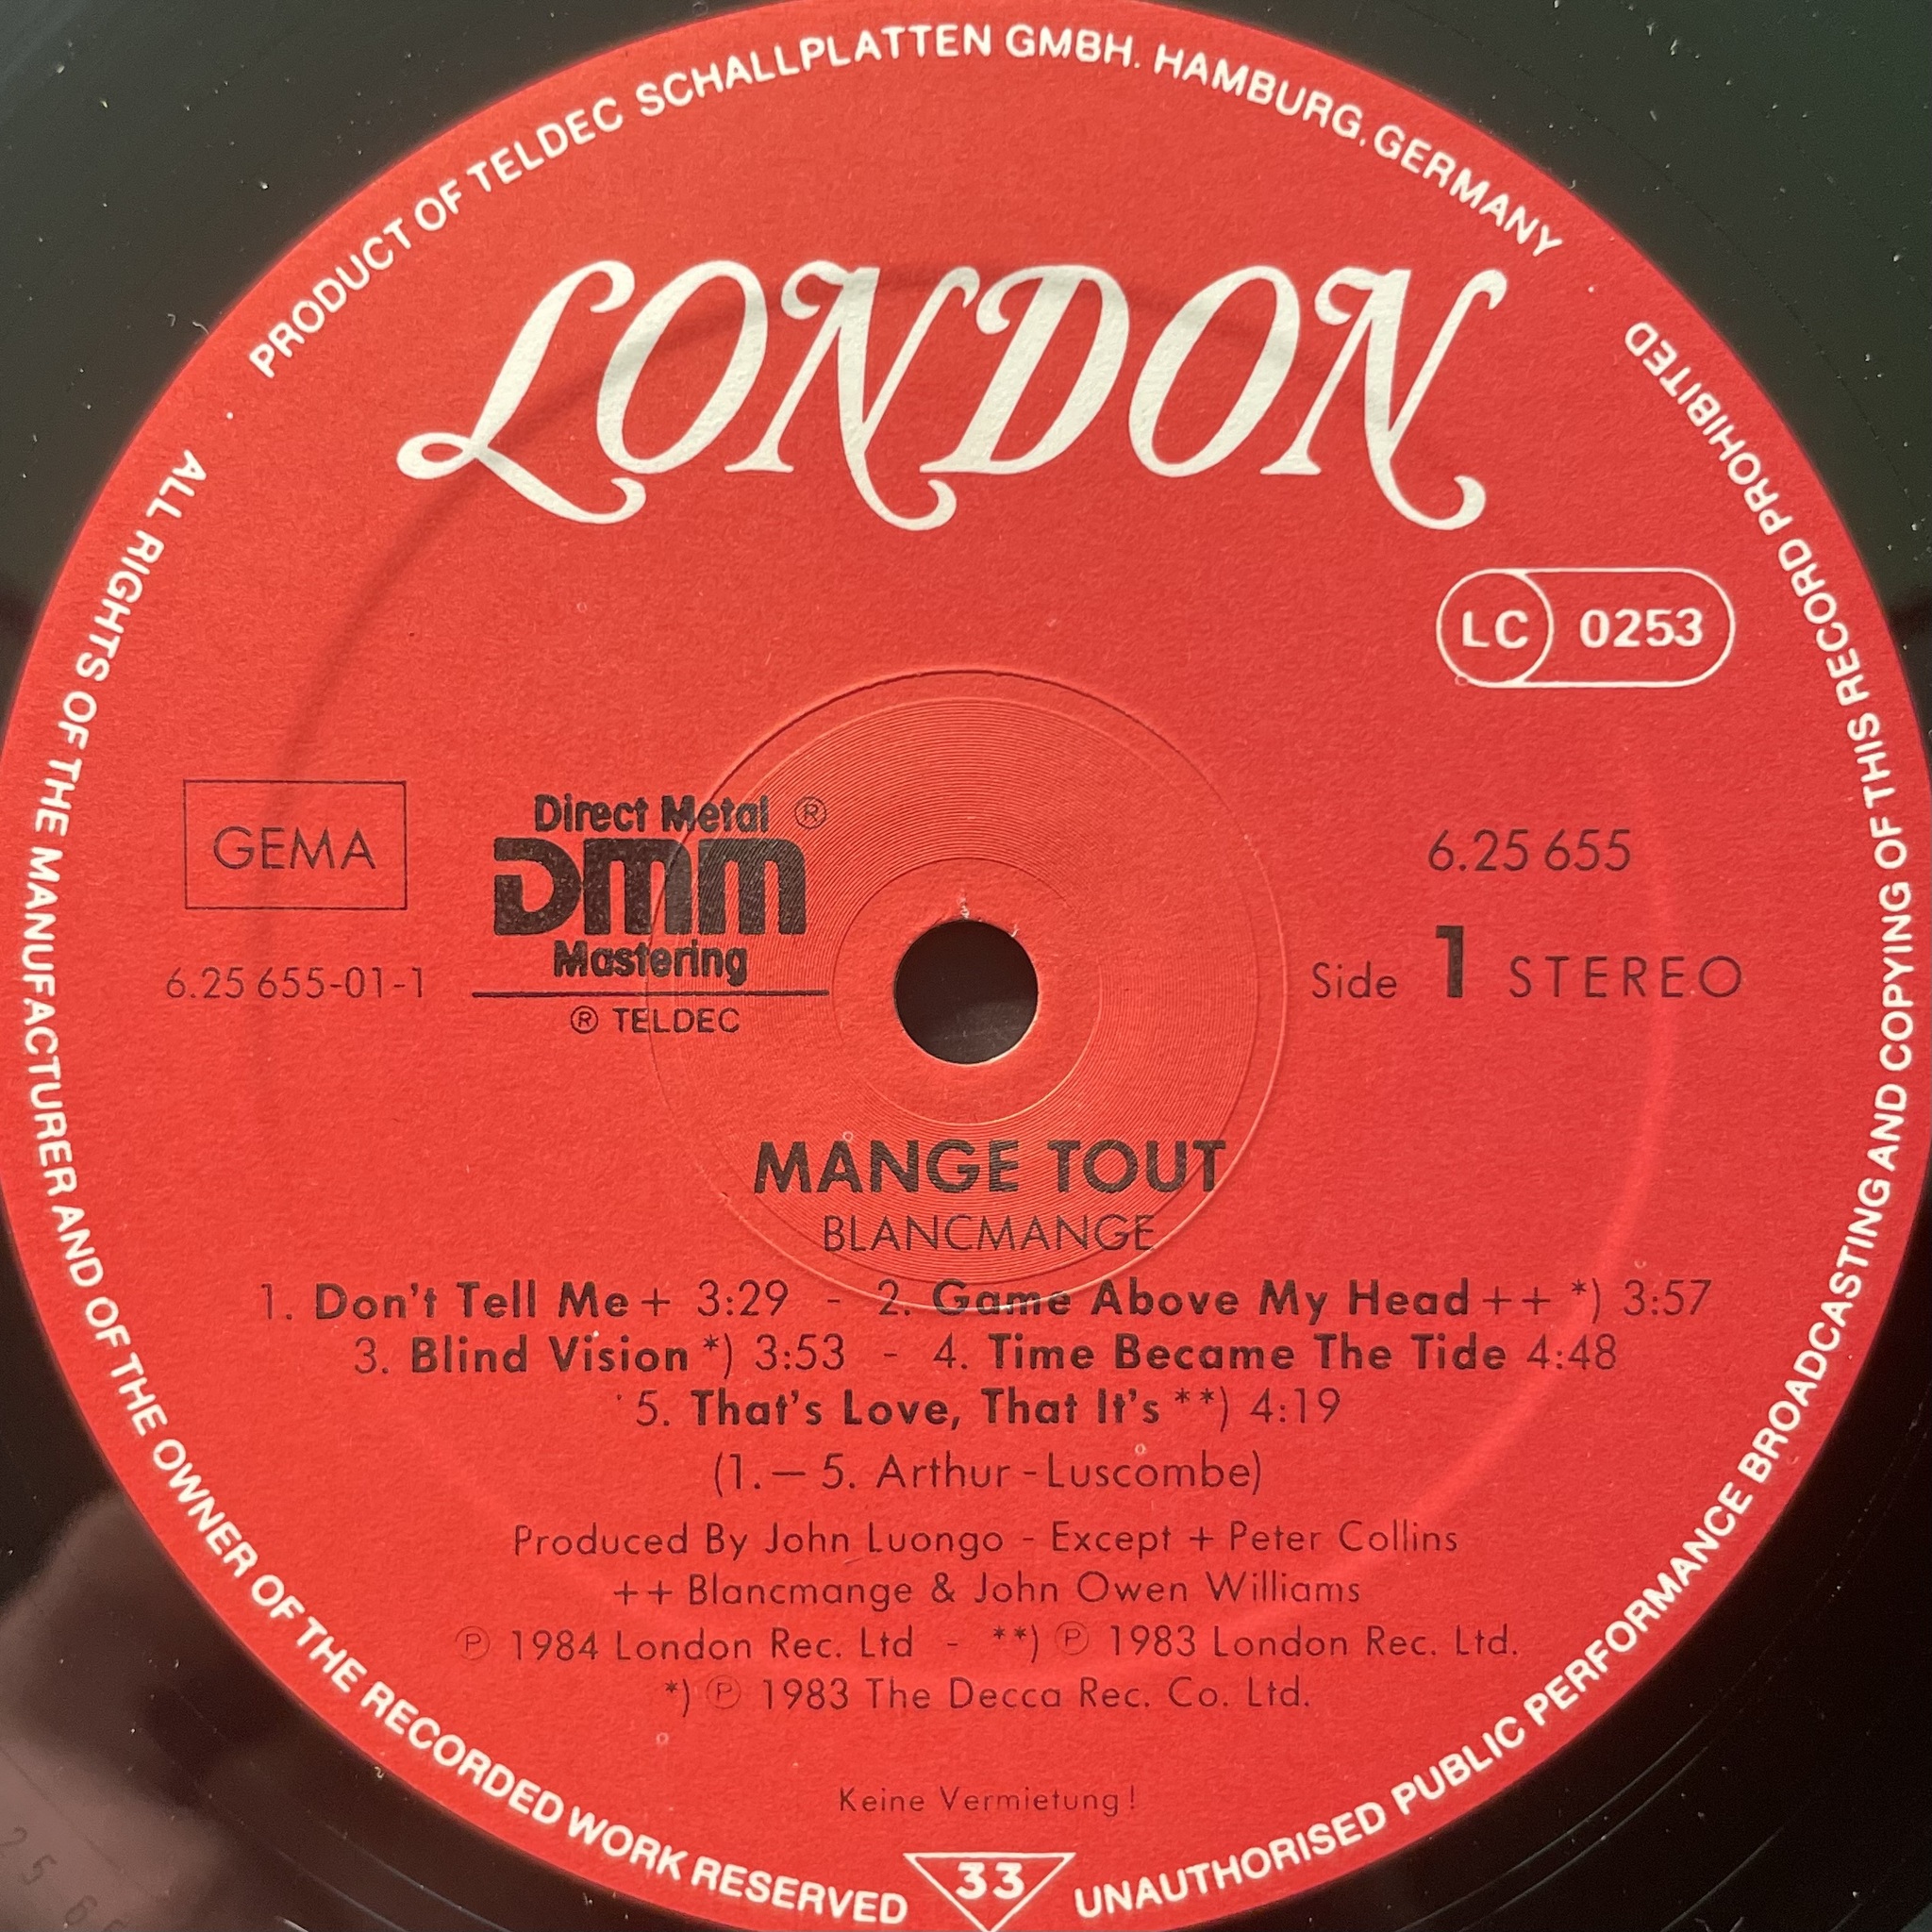 PRODUCT OF TELDEC SCHALLPLATTEN GMBH. HAMBURG. GERMANY
LONDON
LC 0253
GEMA
6.25 655-01-1
Direct Metal ®
DMM
Mastering
® TELDEC
6.25 655
Side 1 STEREO
MANGE TOUT
BLANCMANGE
1. Don't Tell Me + 3:29 - 2. Game Above My Head ++ *) 3:57
3. Blind Vision *) 3:53 - 4. Time Became The Tide 4:48
5. That's Love, That It's **) 4:19
(1. – 5. Arthur - Luscombe)
Produced By John Luongo - Except + Peter Collins
++ Blancmange & John Owen Williams
℗ 1984 London Rec. Ltd - **) ℗ 1983 London Rec. Ltd.
*) ℗ 1983 The Decca Rec. Co. Ltd.
Keine Vermietung!
33
ALL RIGHTS OF THE MANUFACTURER AND OF THE OWNER OF THE RECORDED WORK RESERVED
UNAUTHORISED PUBLIC PERFORMANCE BROADCASTING AND COPYING OF THIS RECORD PROHIBITED